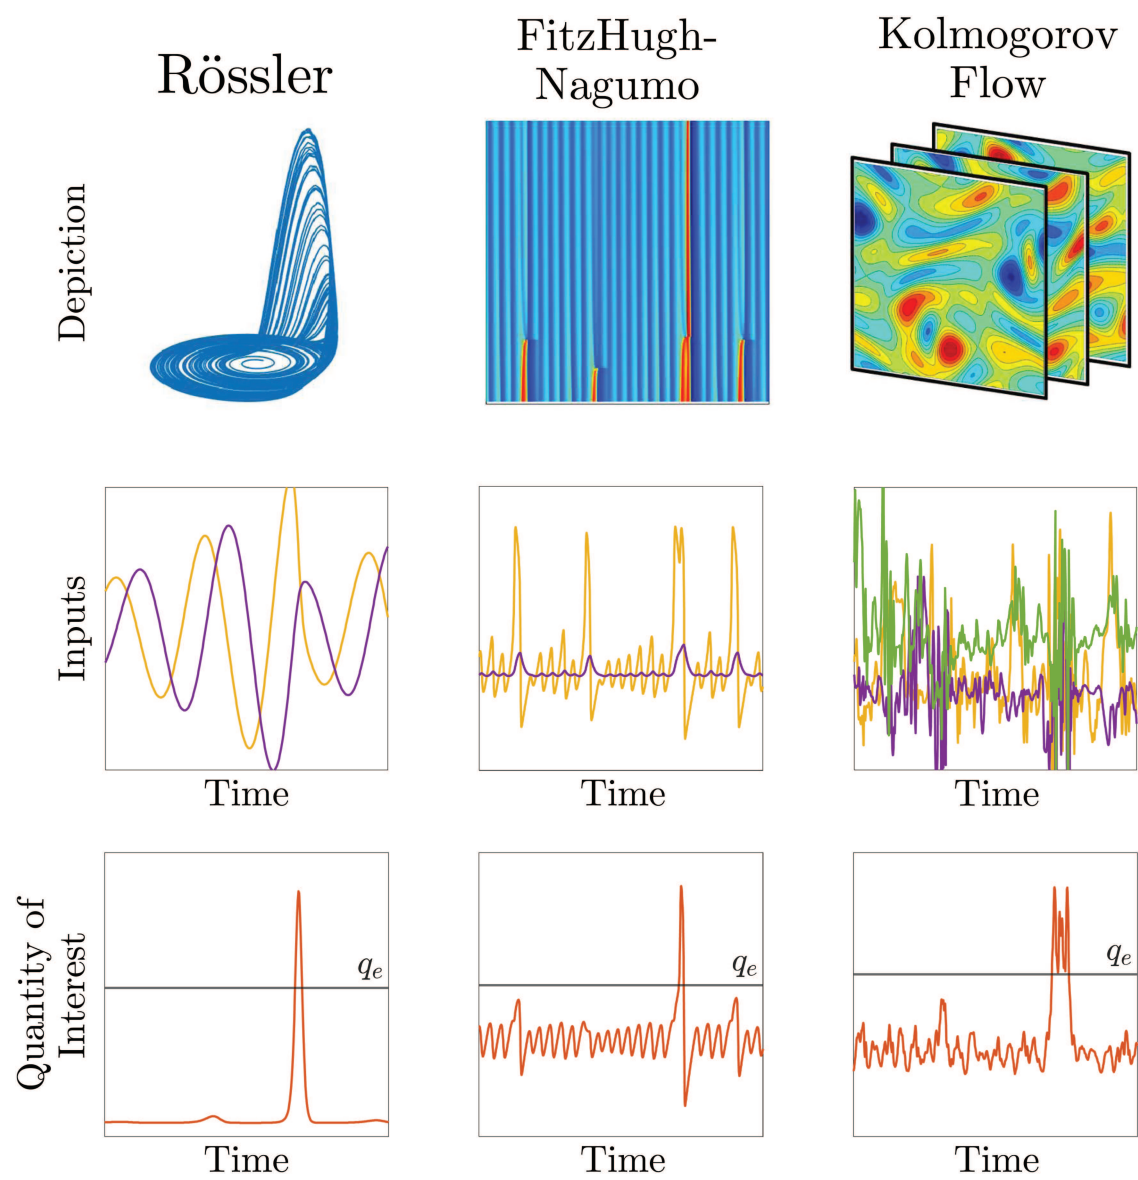 Rössler
FitzHugh-
Nagumo
Kolmogorov
Flow
Depiction
Inputs
Time
Time
Time
Quantity of
Interest
q_e
q_e
q_e
Time
Time
Time